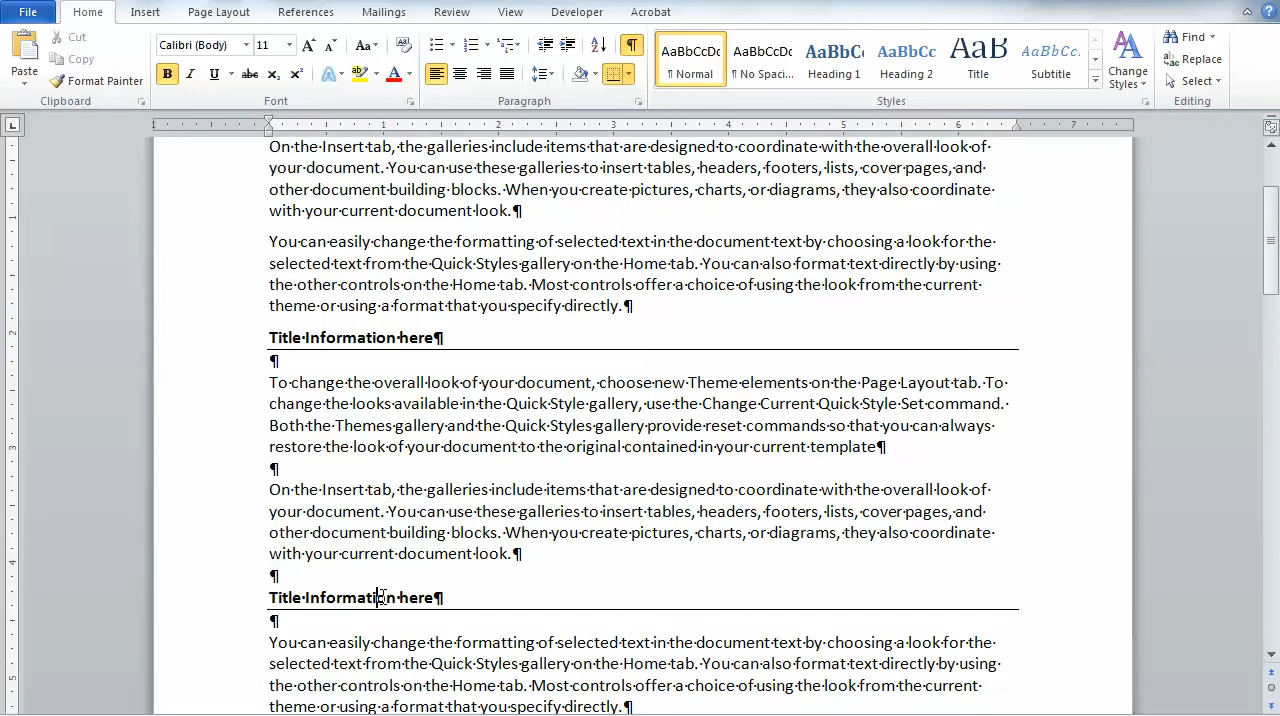 File Home Insert Page Layout References Mailings Review View Developer Acrobat
Paste Cut Copy Format Painter
Calibri (Body) 11 Aa
B I U abc x₂ x² A A
AaBbCcDc AaBbCcDc AaBbC AaBbCc AaB AaBbCc.
¶ Normal ¶ No Spaci... Heading 1 Heading 2 Title Subtitle
Change Styles
Find Replace Select
Clipboard Font Paragraph Styles Editing
1 1 2 3 4 5 6 7
On the Insert tab, the galleries include items that are designed to coordinate with the overall look of
your document. You can use these galleries to insert tables, headers, footers, lists, cover pages, and
other document building blocks. When you create pictures, charts, or diagrams, they also coordinate
with your current document look.¶
You can easily change the formatting of selected text in the document text by choosing a look for the
selected text from the Quick Styles gallery on the Home tab. You can also format text directly by using
the other controls on the Home tab. Most controls offer a choice of using the look from the current
theme or using a format that you specify directly.¶
Title Information here¶
¶
To change the overall look of your document, choose new Theme elements on the Page Layout tab. To
change the looks available in the Quick Style gallery, use the Change Current Quick Style Set command.
Both the Themes gallery and the Quick Styles gallery provide reset commands so that you can always
restore the look of your document to the original contained in your current template¶
¶
On the Insert tab, the galleries include items that are designed to coordinate with the overall look of
your document. You can use these galleries to insert tables, headers, footers, lists, cover pages, and
other document building blocks. When you create pictures, charts, or diagrams, they also coordinate
with your current document look.¶
¶
Title Information here¶
¶
You can easily change the formatting of selected text in the document text by choosing a look for the
selected text from the Quick Styles gallery on the Home tab. You can also format text directly by using
the other controls on the Home tab. Most controls offer a choice of using the look from the current
theme or using a format that you specify directly.¶